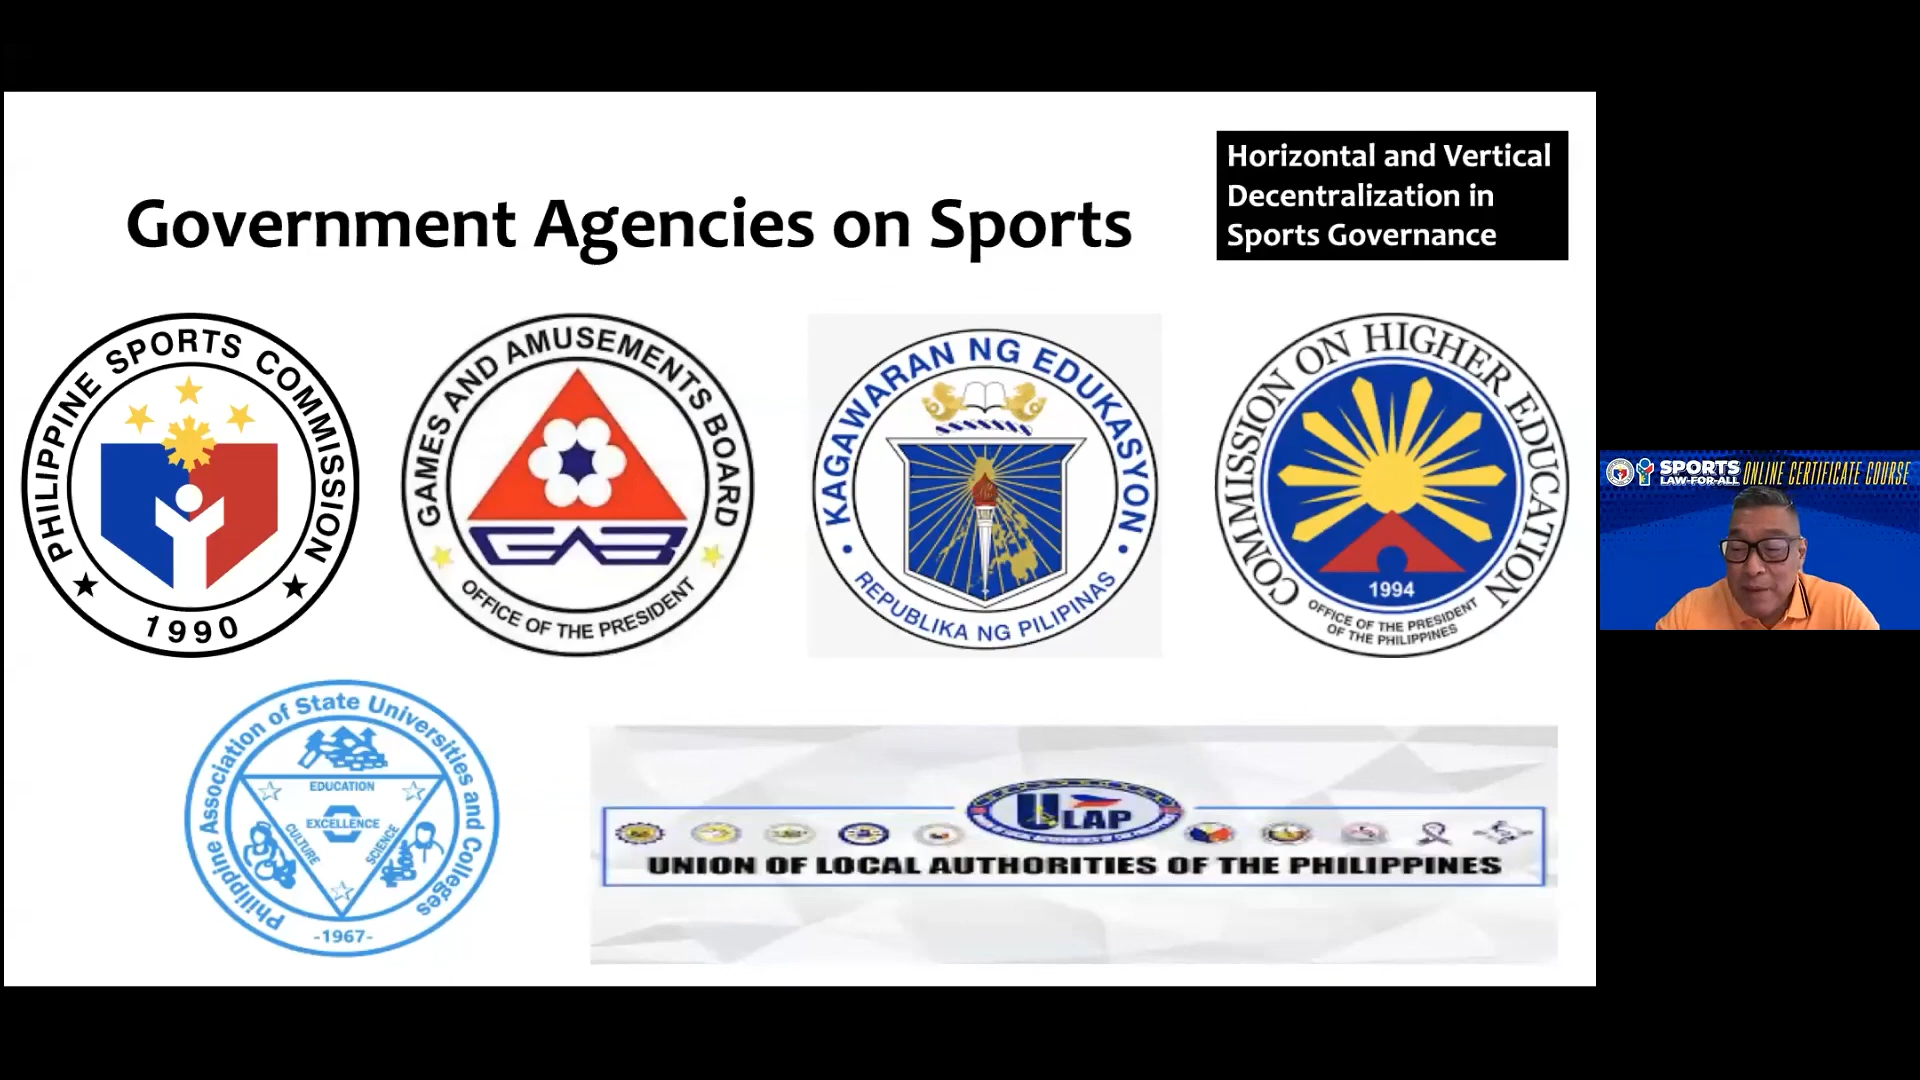 Horizontal and Vertical
Decentralization in
Sports Governance
Government Agencies on Sports
PHILIPPINE SPORTS COMMISSION
1990
GAMES AND AMUSEMENTS BOARD
GAB
OFFICE OF THE PRESIDENT
KAGAWARAN NG EDUKASYON
REPUBLIKA NG PILIPINAS
COMMISSION ON HIGHER EDUCATION
1994
OFFICE OF THE PRESIDENT
OF THE PHILIPPINES
Philippine Association of State Universities and Colleges
EDUCATION
EXCELLENCE
CULTURE
SCIENCE
-1967-
ULAP
UNION OF LOCAL AUTHORITIES OF THE PHILIPPINES
SPORTS
LAW-FOR-ALL
ONLINE CERTIFICATE COURSE